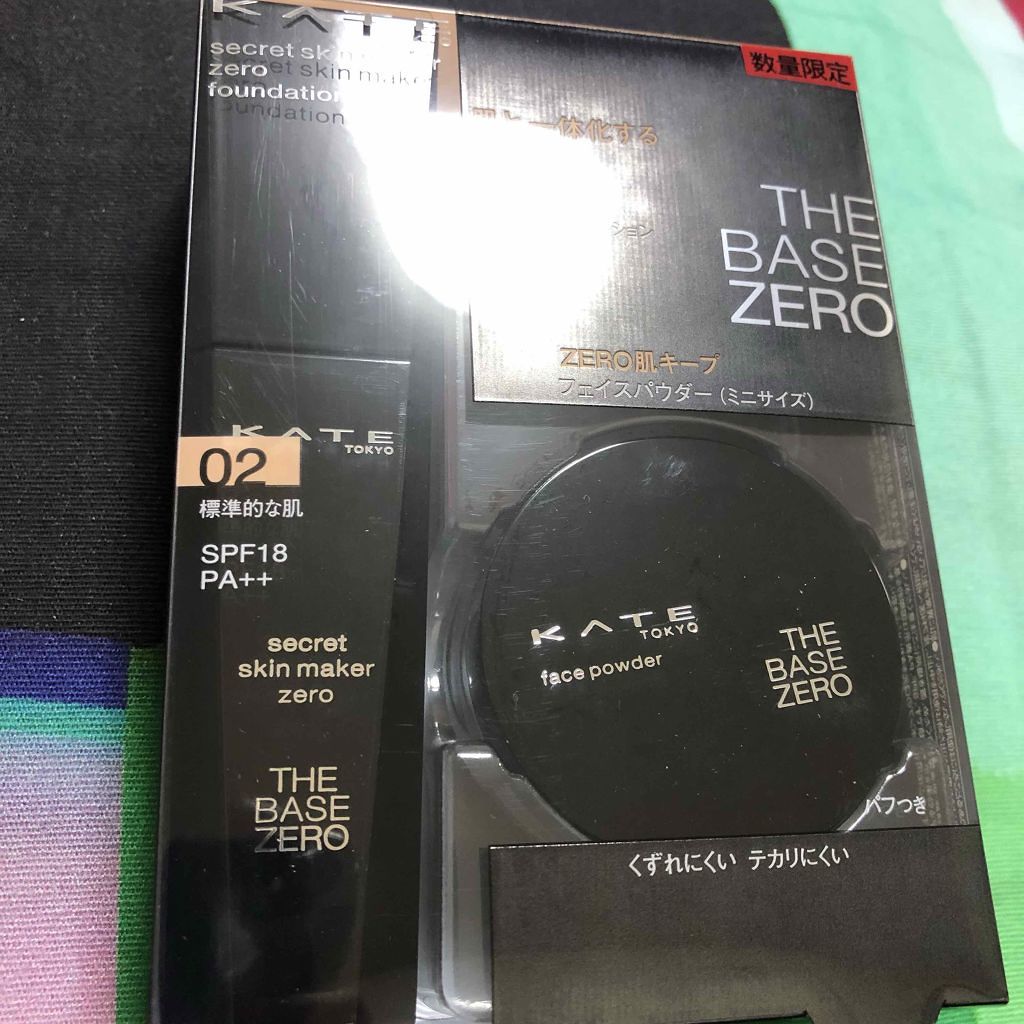 KATE
secret skin maker
zero
foundation
数量限定
肌と一体化する
ション
THE
BASE
ZERO
ZERO肌キープ
フェイスパウダー (ミニサイズ)
KATE
TOKYO
02
標準的な肌
SPF18
PA++
secret
skin maker
zero
THE
BASE
ZERO
KATE
TOKYO
face powder
THE
BASE
ZERO
パフつき
くずれにくい テカリにくい